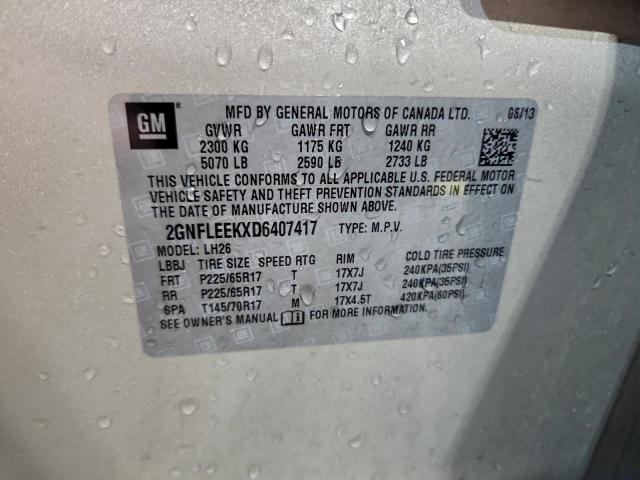 GM
MFD BY GENERAL MOTORS OF CANADA LTD. 06/13
GVWR GAWR FRT GAWR RR
2300 KG 1175 KG 1240 KG
5070 LB 2590 LB 2733 LB
THIS VEHICLE CONFORMS TO ALL APPLICABLE U.S. FEDERAL MOTOR
VEHICLE SAFETY AND THEFT PREVENTION STANDARDS IN EFFECT ON
THE DATE OF MANUFACTURE SHOWN ABOVE.
2GNFLEEKXD6407417 TYPE: M.P.V.
MODEL: LH26
LBBJ TIRE SIZE SPEED RTG RIM COLD TIRE PRESSURE
FRT P225/65R17 T 17X7J 240KPA(35PSI)
RR P225/65R17 T 17X7J 240KPA(35PSI)
SPA T145/70R17 M 17X4.5T 420KPA(60PSI)
SEE OWNER'S MANUAL FOR MORE INFORMATION.